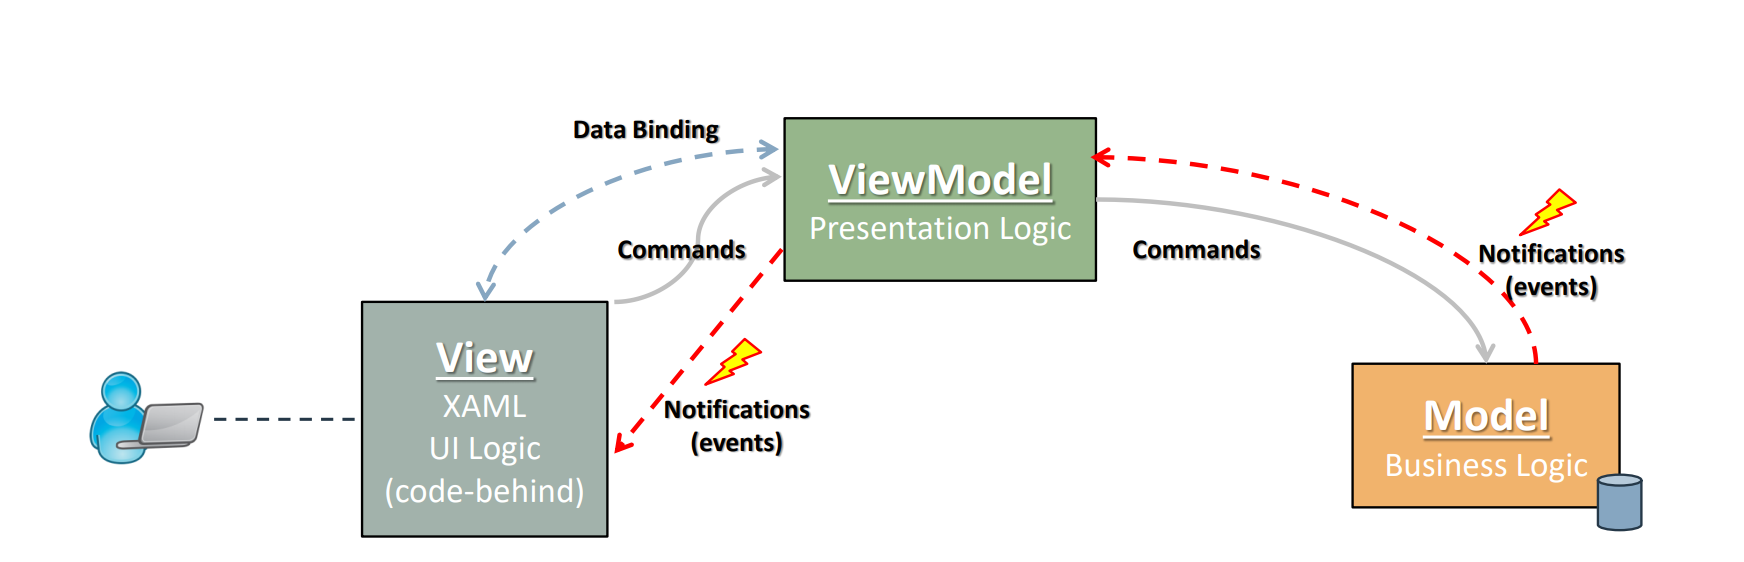 Data Binding
ViewModel
Presentation Logic
Commands
Commands
Notifications
(events)
View
XAML
UI Logic
(code-behind)
Notifications
(events)
Model
Business Logic